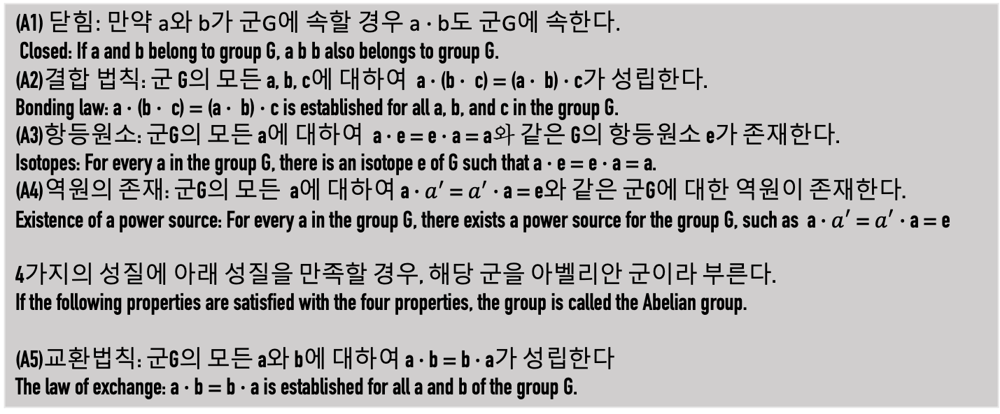 (A1) 닫힘: 만약 a와 b가 군G에 속할 경우 a · b도 군G에 속한다.
Closed: If a and b belong to group G, a b b also belongs to group G.
(A2)결합 법칙: 군 G의 모든 a, b, c에 대하여 a · (b · c) = (a · b) · c가 성립한다.
Bonding law: a · (b · c) = (a · b) · c is established for all a, b, and c in the group G.
(A3)항등원소: 군G의 모든 a에 대하여 a · e = e · a = a와 같은 G의 항등원소 e가 존재한다.
Isotopes: For every a in the group G, there is an isotope e of G such that a · e = e · a = a.
(A4)역원의 존재: 군G의 모든 a에 대하여 a · a′ = a′ · a = e와 같은 군G에 대한 역원이 존재한다.
Existence of a power source: For every a in the group G, there exists a power source for the group G, such as a · a′ = a′ · a = e
4가지의 성질에 아래 성질을 만족할 경우, 해당 군을 아벨리안 군이라 부른다.
If the following properties are satisfied with the four properties, the group is called the Abelian group.
(A5)교환법칙: 군G의 모든 a와 b에 대하여 a · b = b · a가 성립한다
The law of exchange: a · b = b · a is established for all a and b of the group G.